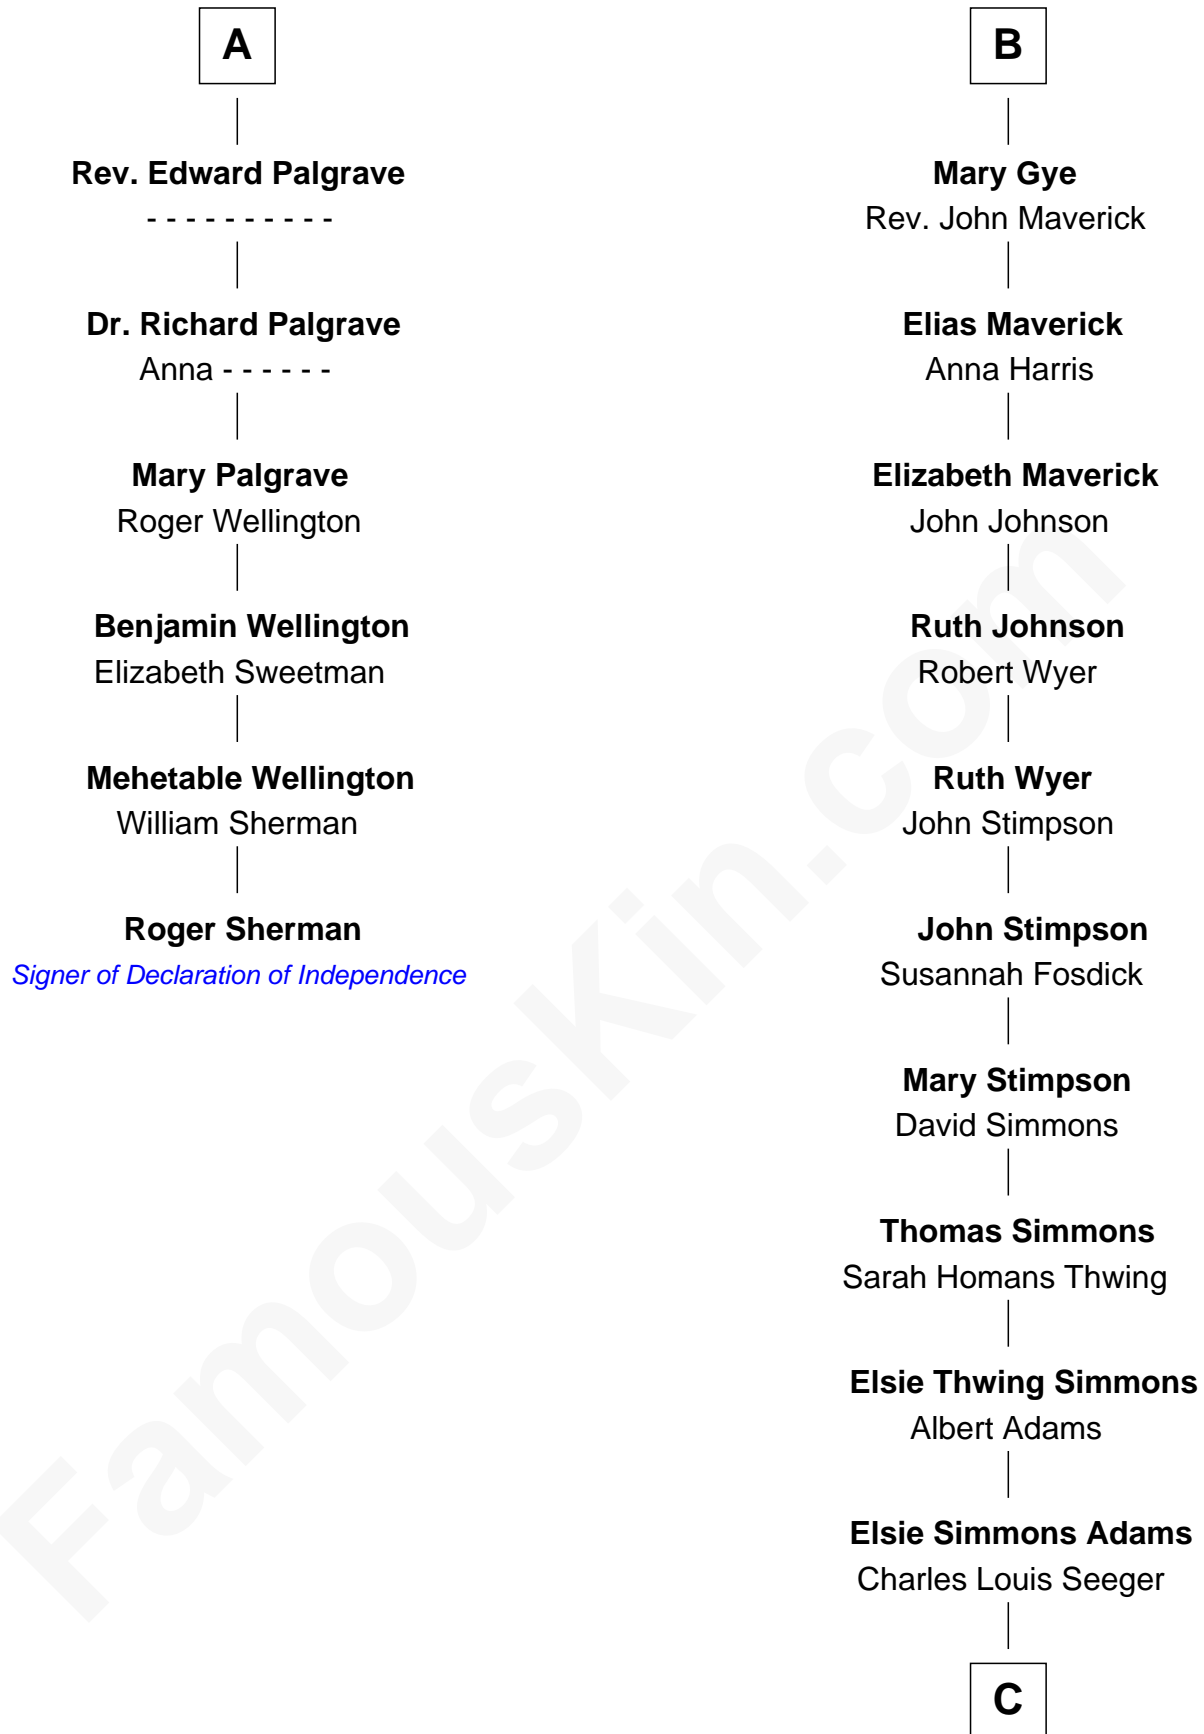 A
Rev. Edward Palgrave
- - - - - - - - - -
Dr. Richard Palgrave
Anna - - - - - -
Mary Palgrave
Roger Wellington
Benjamin Wellington
Elizabeth Sweetman
Mehetable Wellington
William Sherman
Roger Sherman
Signer of Declaration of Independence
B
Mary Gye
Rev. John Maverick
Elias Maverick
Anna Harris
Elizabeth Maverick
John Johnson
Ruth Johnson
Robert Wyer
Ruth Wyer
John Stimpson
John Stimpson
Susannah Fosdick
Mary Stimpson
David Simmons
Thomas Simmons
Sarah Homans Thwing
Elsie Thwing Simmons
Albert Adams
Elsie Simmons Adams
Charles Louis Seeger
C
FamousKin.com